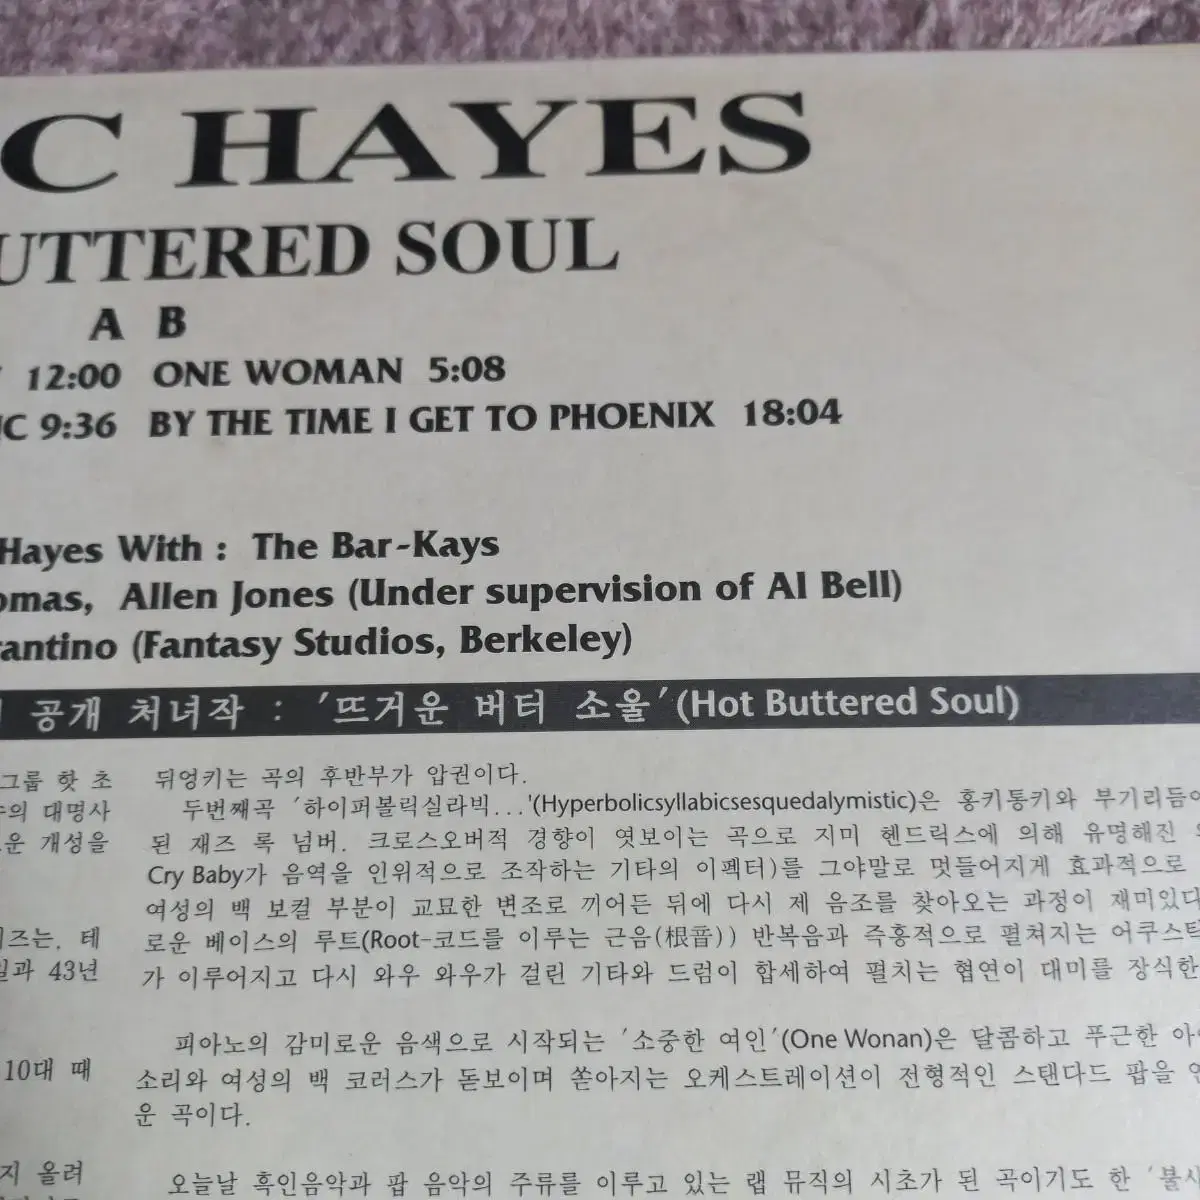 C HAYES
UTTERED SOUL
A B
12:00 ONE WOMAN 5:08
IC 9:36 BY THE TIME I GET TO PHOENIX 18:04
Hayes With : The Bar-Kays
omas, Allen Jones (Under supervision of Al Bell)
rantino (Fantasy Studios, Berkeley)
공개 처녀작 : '뜨거운 버터 소울'(Hot Buttered Soul)
그룹 핫 초
의 대명사
운 개성을
즈는, 테
과 43년
10대 때
지 올려
뒤엉키는 곡의 후반부가 압권이다.
두번째곡 '하이퍼볼릭실라빅...'(Hyperbolicsyllabicsesquedalymistic)은 홍키통키와 부기리듬
된 재즈 록 넘버. 크로스오버적 경향이 엿보이는 곡으로 지미 헨드릭스에 의해 유명해진
Cry Baby가 음역을 인위적으로 조작하는 기타의 이펙터)를 그야말로 멋들어지게 효과적으로
여성의 백 보컬 부분이 교묘한 변조로 끼어든 뒤에 다시 제 음조를 찾아오는 과정이 재미있다
로운 베이스의 루트(Root-코드를 이루는 근음(根音)) 반복음과 즉흥적으로 펼쳐지는 어쿠스틱
가 이루어지고 다시 와우 와우가 걸린 기타와 드럼이 합세하여 펼치는 협연이 대미를 장식한
피아노의 감미로운 음색으로 시작되는 '소중한 여인'(One Wonan)은 달콤하고 푸근한
소리와 여성의 백 코러스가 돋보이며 쏟아지는 오케스트레이션이 전형적인 스탠다드 팝을
운 곡이다.
오늘날 흑인음악과 팝 음악의 주류를 이루고 있는 랩 뮤직의 시초가 된 곡이기도 한 '불사